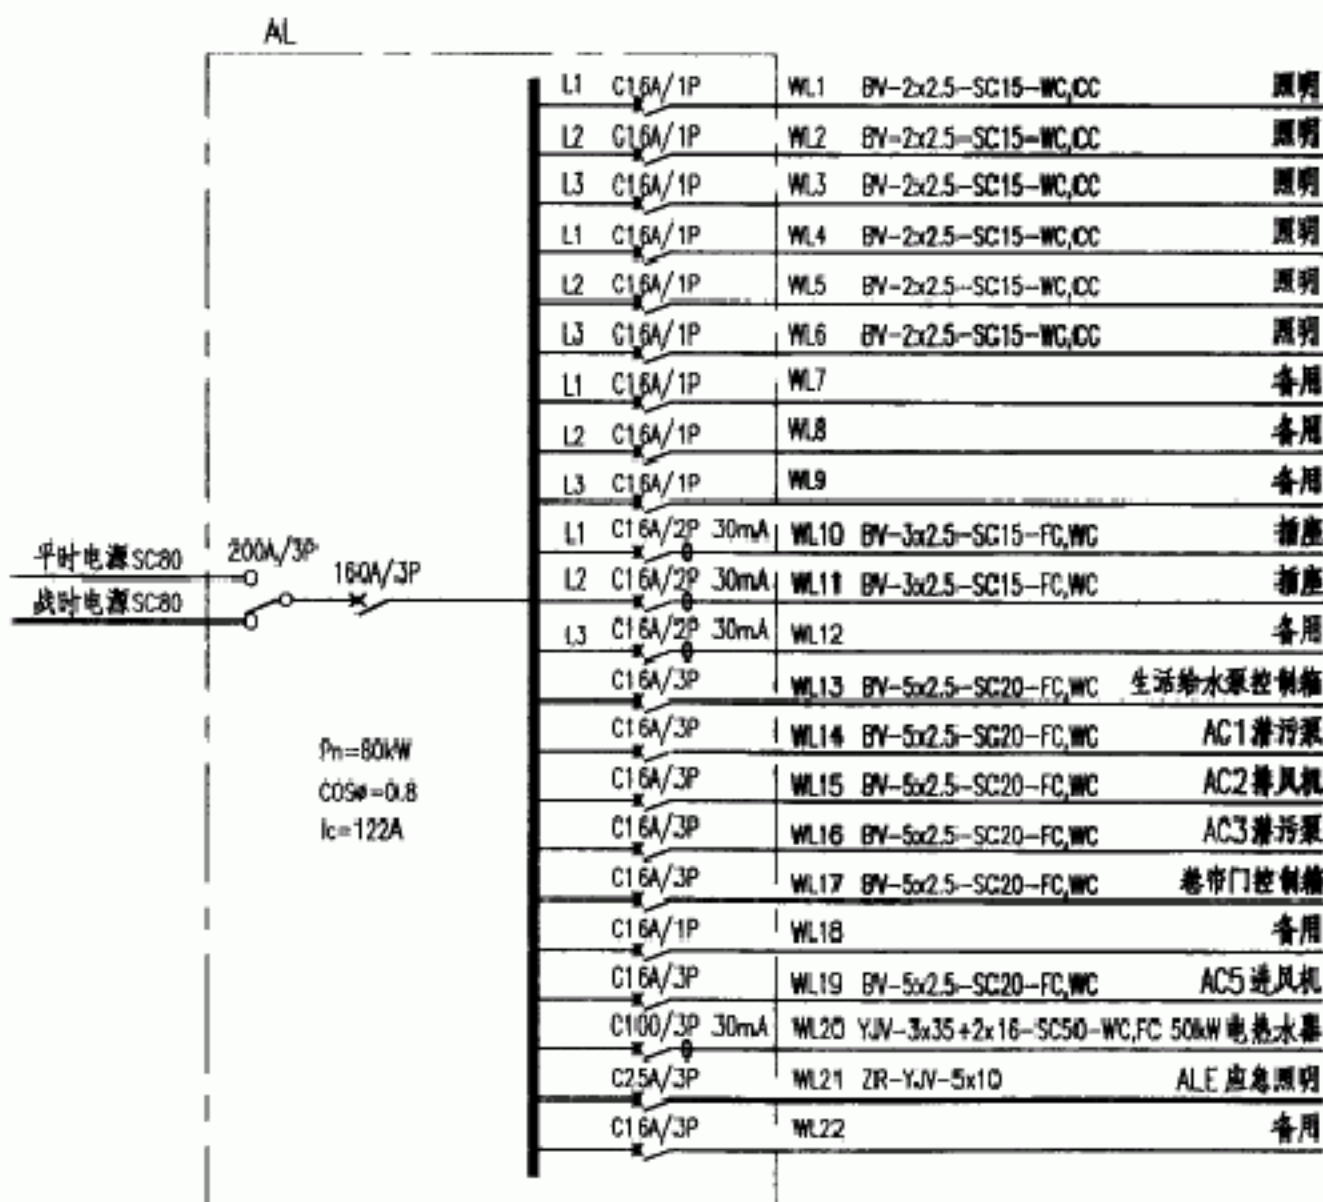 AL
L1 C16A/1P WL1 BV-2x2.5-SC15-WC,CC 照明
L2 C16A/1P WL2 BV-2x2.5-SC15-WC,CC 照明
L3 C16A/1P WL3 BV-2x2.5-SC15-WC,CC 照明
L1 C16A/1P WL4 BV-2x2.5-SC15-WC,CC 照明
L2 C16A/1P WL5 BV-2x2.5-SC15-WC,CC 照明
L3 C16A/1P WL6 BV-2x2.5-SC15-WC,CC 照明
L1 C16A/1P WL7 备用
L2 C16A/1P WL8 备用
L3 C16A/1P WL9 备用
L1 C16A/2P 30mA WL10 BV-3x2.5-SC15-FC,WC 插座
L2 C16A/2P 30mA WL11 BV-3x2.5-SC15-FC,WC 插座
L3 C16A/2P 30mA WL12 备用
C16A/3P WL13 BV-5x2.5-SC20-FC,WC 生活给水泵控制箱
C16A/3P WL14 BV-5x2.5-SC20-FC,WC AC1潜污泵
C16A/3P WL15 BV-5x2.5-SC20-FC,WC AC2排风机
C16A/3P WL16 BV-5x2.5-SC20-FC,WC AC3潜污泵
C16A/3P WL17 BV-5x2.5-SC20-FC,WC 卷帘门控制箱
C16A/1P WL18 备用
C16A/3P WL19 BV-5x2.5-SC20-FC,WC AC5进风机
C100/3P 30mA WL20 YJV-3x35+2x16-SC50-WC,FC 50kW电热水器
C25A/3P WL21 ZR-YJV-5x10 ALE应急照明
C16A/3P WL22 备用
平时电源SC80 200A/3P 160A/3P
战时电源SC80
Pn=80kW
COSφ=0.8
Ic=122A